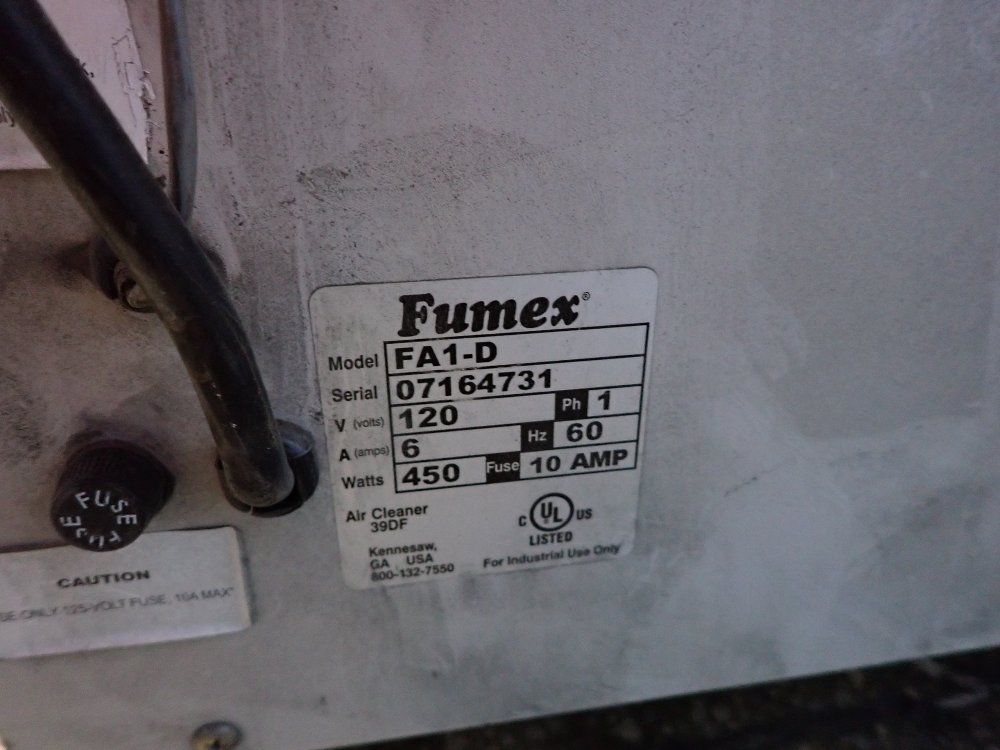 Fumex®
Model FA1-D
Serial 07164731
V (volts) 120 Ph 1
A (amps) 6 Hz 60
Watts 450 Fuse 10 AMP
Air Cleaner
39DF
Kennesaw,
GA USA
800-132-7550
C UL US
LISTED
For Industrial Use Only
FUSE
FUSE
CAUTION
ONLY 125-VOLT FUSE, 10A MAX"